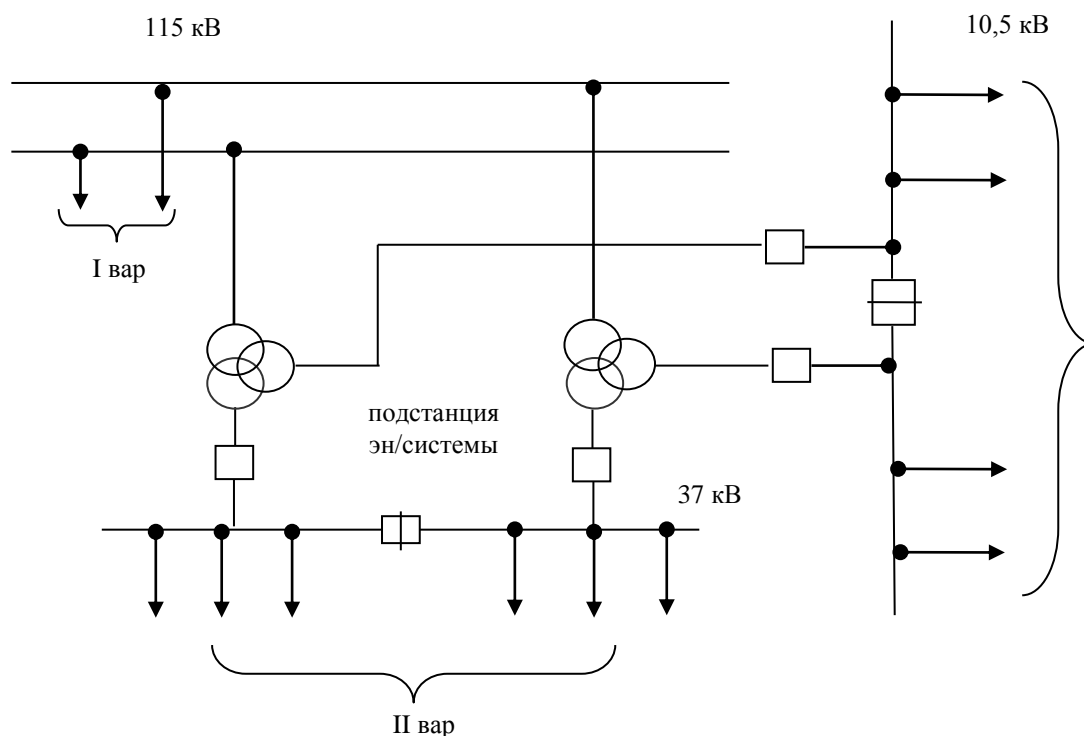 115 кВ
10,5 кВ
I вар
подстанция
эн/системы
37 кВ
II вар